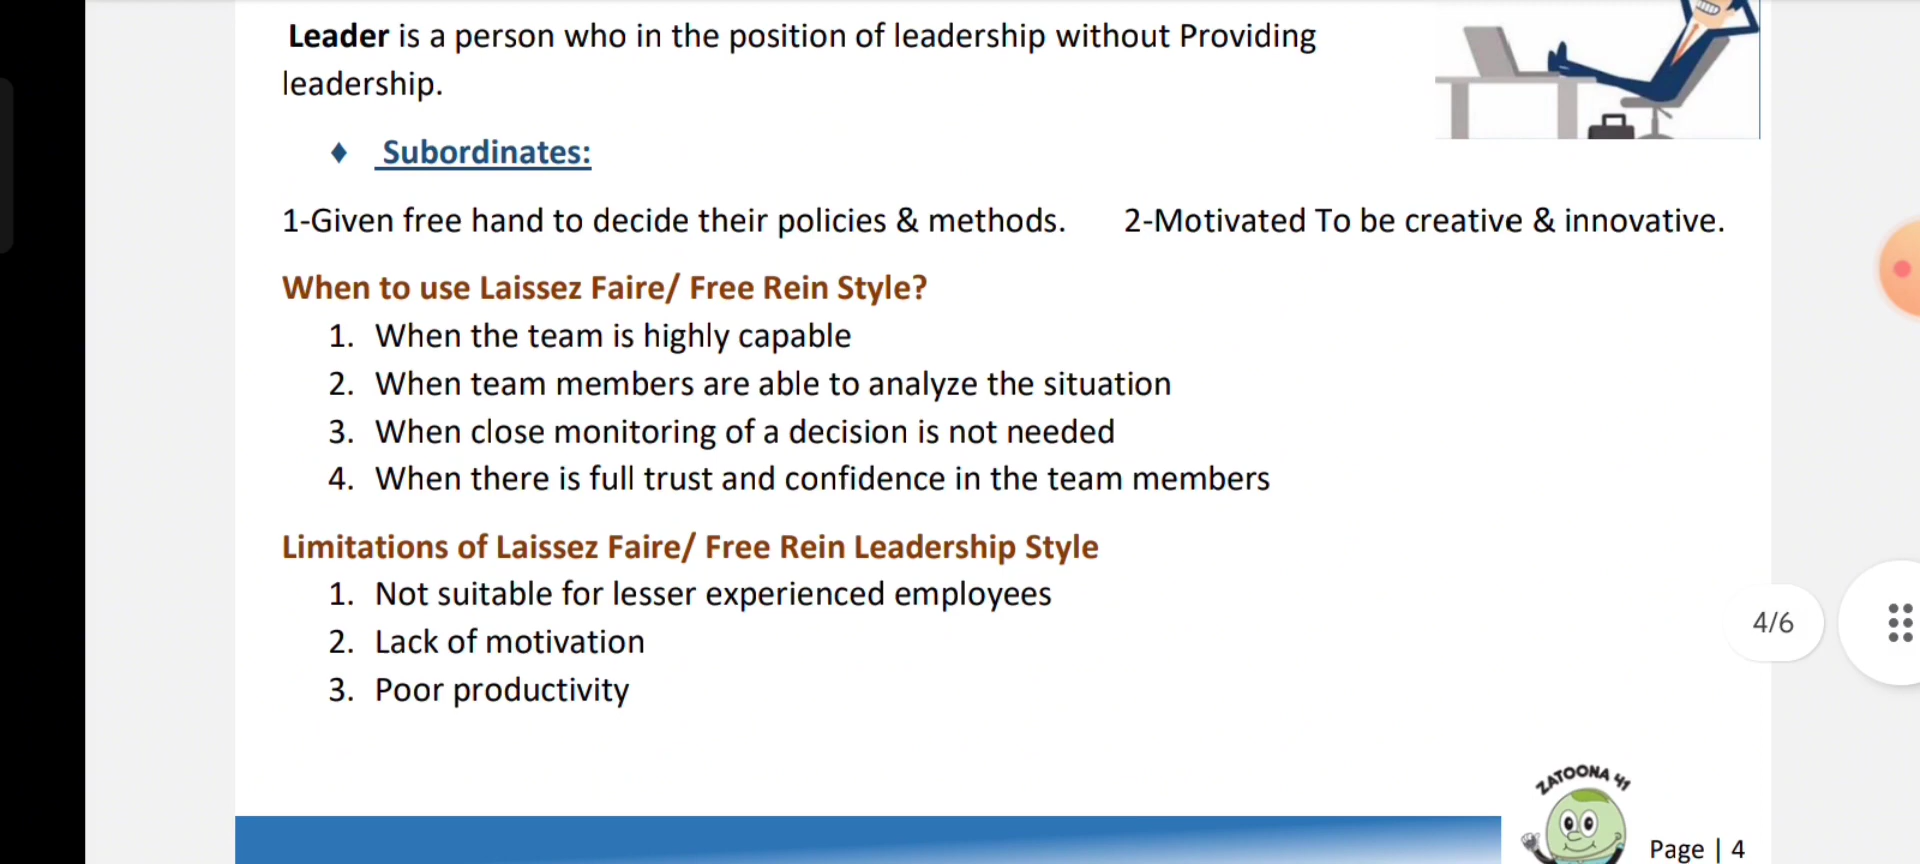 Leader is a person who in the position of leadership without Providing
leadership.
♦ Subordinates:
1-Given free hand to decide their policies & methods. 2-Motivated To be creative & innovative.
When to use Laissez Faire/ Free Rein Style?
1. When the team is highly capable
2. When team members are able to analyze the situation
3. When close monitoring of a decision is not needed
4. When there is full trust and confidence in the team members
Limitations of Laissez Faire/ Free Rein Leadership Style
1. Not suitable for lesser experienced employees
2. Lack of motivation
3. Poor productivity
4/6
ZATOONA 41
Page | 4